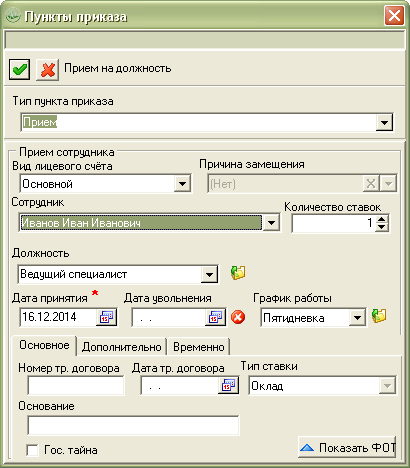 Пункты приказа
Прием на должность
Тип пункта приказа
Прием
Прием сотрудника
Вид лицевого счёта Причина замещения
Основной (Нет)
Сотрудник Количество ставок
Иванов Иван Иванович 1
Должность
Ведущий специалист
Дата принятия * Дата увольнения График работы
16.12.2014 . . Пятидневка
Основное Дополнительно Временно
Номер тр. договора Дата тр. договора Тип ставки
. . Оклад
Основание
Гос. тайна Показать ФОТ